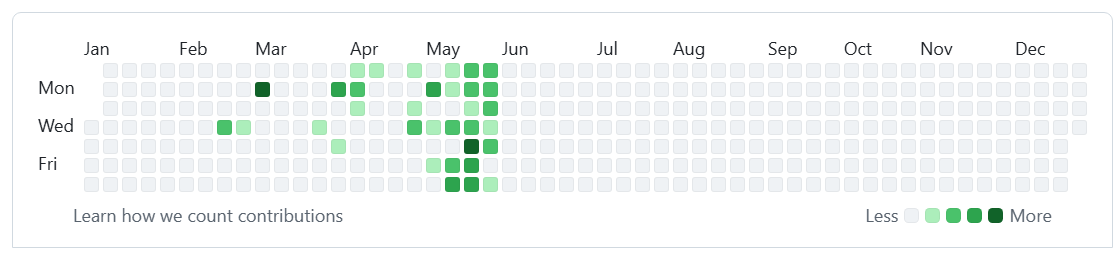 Jan Feb Mar Apr May Jun Jul Aug Sep Oct Nov Dec
Mon
Wed
Fri
Learn how we count contributions Less More